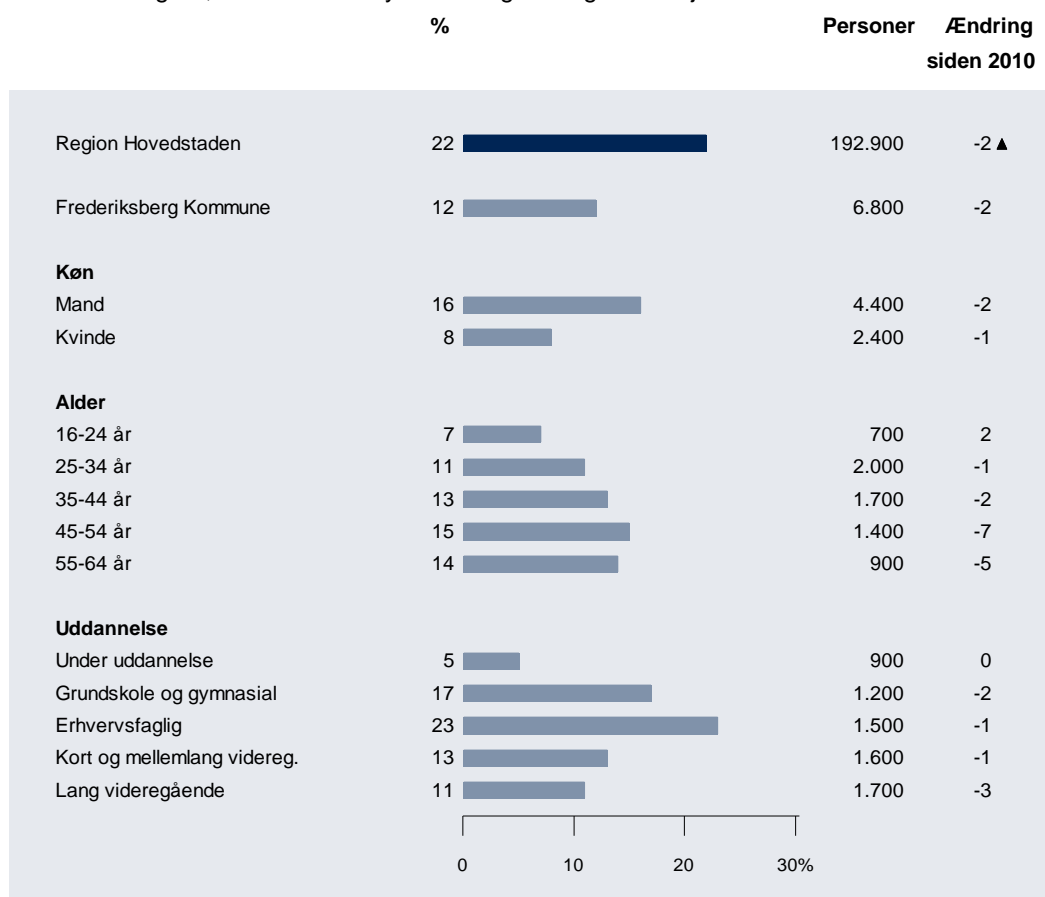 % Personer Ændring
siden 2010
Region Hovedstaden 22 192.900 -2▲
Frederiksberg Kommune 12 6.800 -2
Køn
Mand 16 4.400 -2
Kvinde 8 2.400 -1
Alder
16-24 år 7 700 2
25-34 år 11 2.000 -1
35-44 år 13 1.700 -2
45-54 år 15 1.400 -7
55-64 år 14 900 -5
Uddannelse
Under uddannelse 5 900 0
Grundskole og gymnasial 17 1.200 -2
Erhvervsfaglig 23 1.500 -1
Kort og mellemlang videreg. 13 1.600 -1
Lang videregående 11 1.700 -3
0 10 20 30%